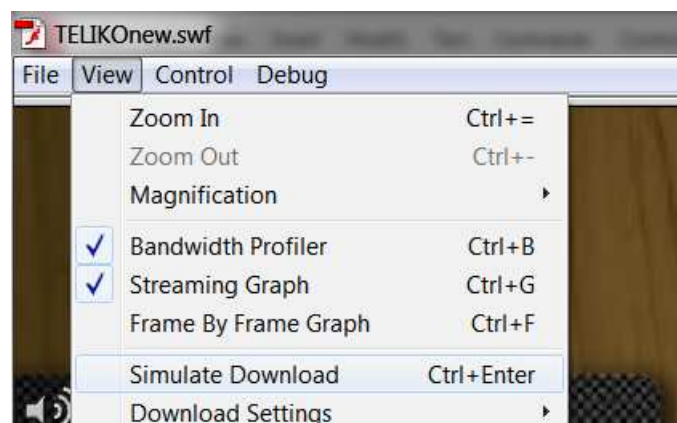 TELIKOnew.swf
File View Control Debug
Zoom In Ctrl+=
Zoom Out Ctrl+-
Magnification
Bandwidth Profiler Ctrl+B
Streaming Graph Ctrl+G
Frame By Frame Graph Ctrl+F
Simulate Download Ctrl+Enter
Download Settings